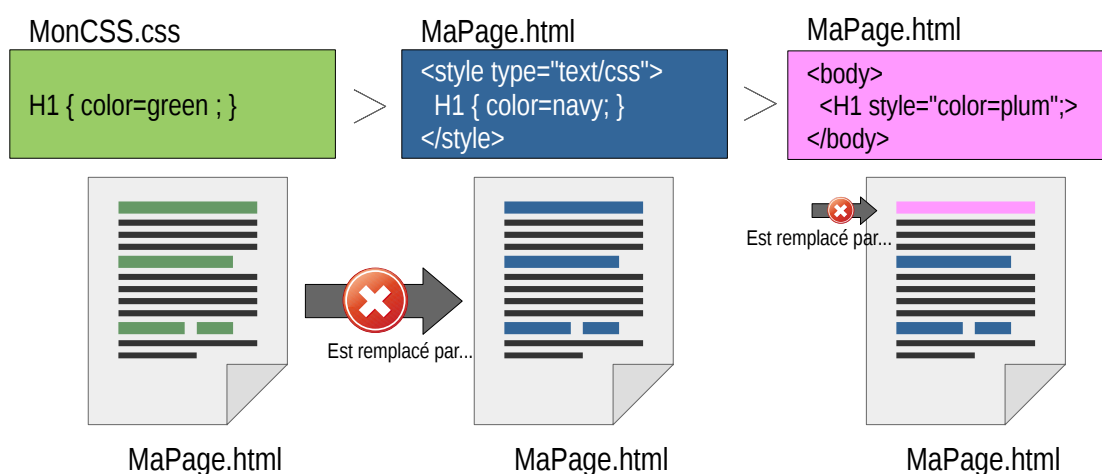 MonCSS.css
H1 { color=green ; }
>
MaPage.html
<style type="text/css">
H1 { color=navy; }
</style>
>
MaPage.html
<body>
<H1 style="color=plum";>
</body>
Est remplacé par...
Est remplacé par...
MaPage.html
MaPage.html
MaPage.html